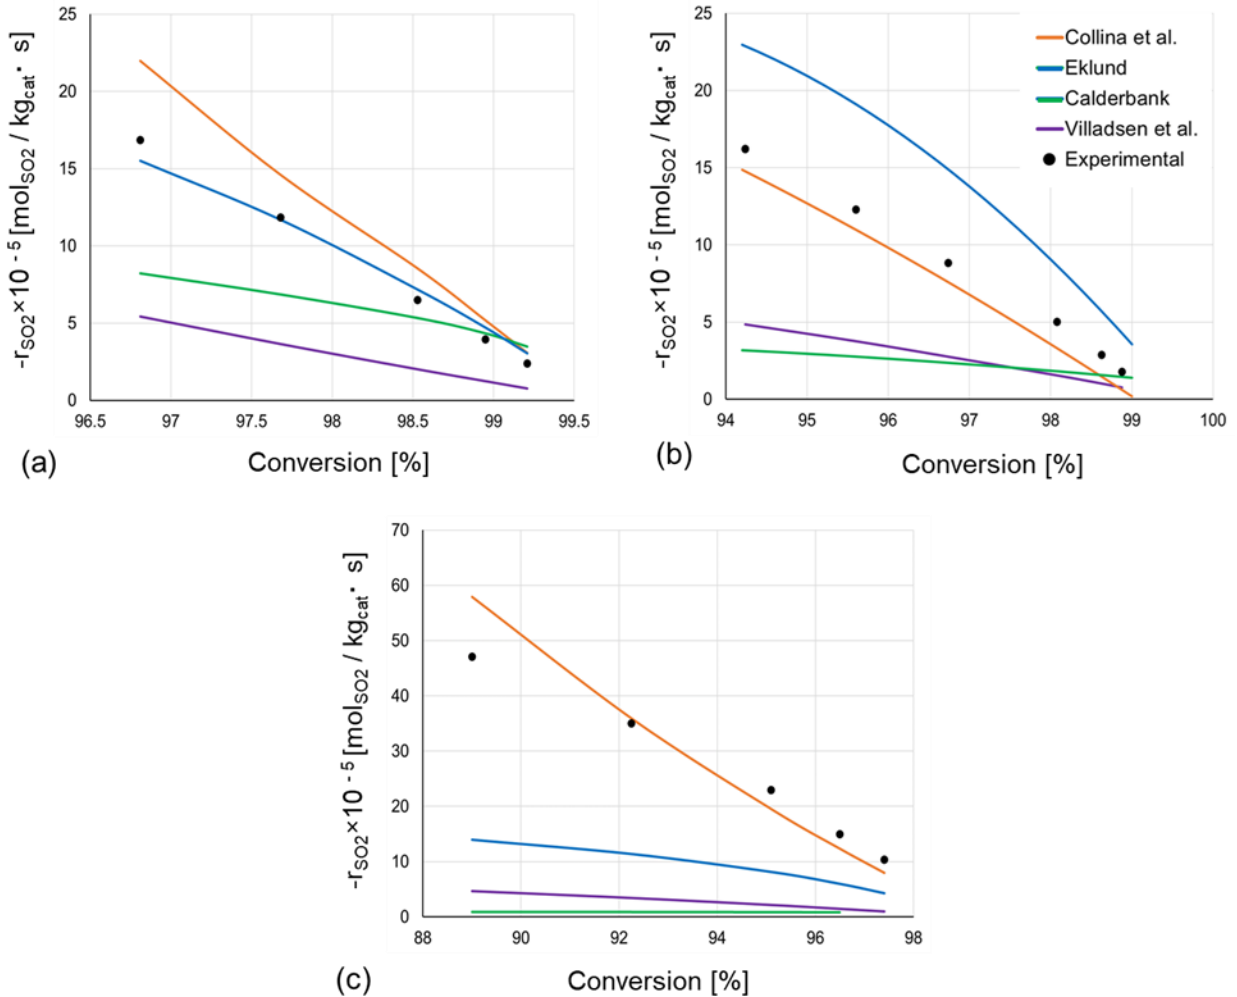 -rSO2×10 - 5 [molSO2 / kgcat· s]
25
20
15
10
5
0
96.5 97 97.5 98 98.5 99 99.5
(a)
Conversion [%]
-rSO2×10 - 5 [molSO2 / kgcat· s]
25
20
15
10
5
0
94 95 96 97 98 99 100
Collina et al.
Eklund
Calderbank
Villadsen et al.
Experimental
(b)
Conversion [%]
-rSO2×10 - 5 [molSO2 / kgcat· s]
70
60
50
40
30
20
10
0
88 90 92 94 96 98
(c)
Conversion [%]